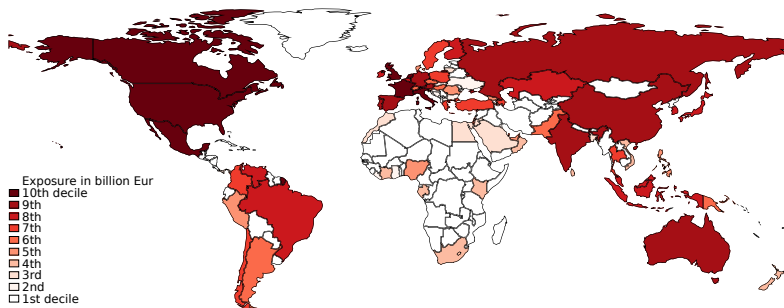 Exposure in billion Eur
10th decile
9th
8th
7th
6th
5th
4th
3rd
2nd
1st decile